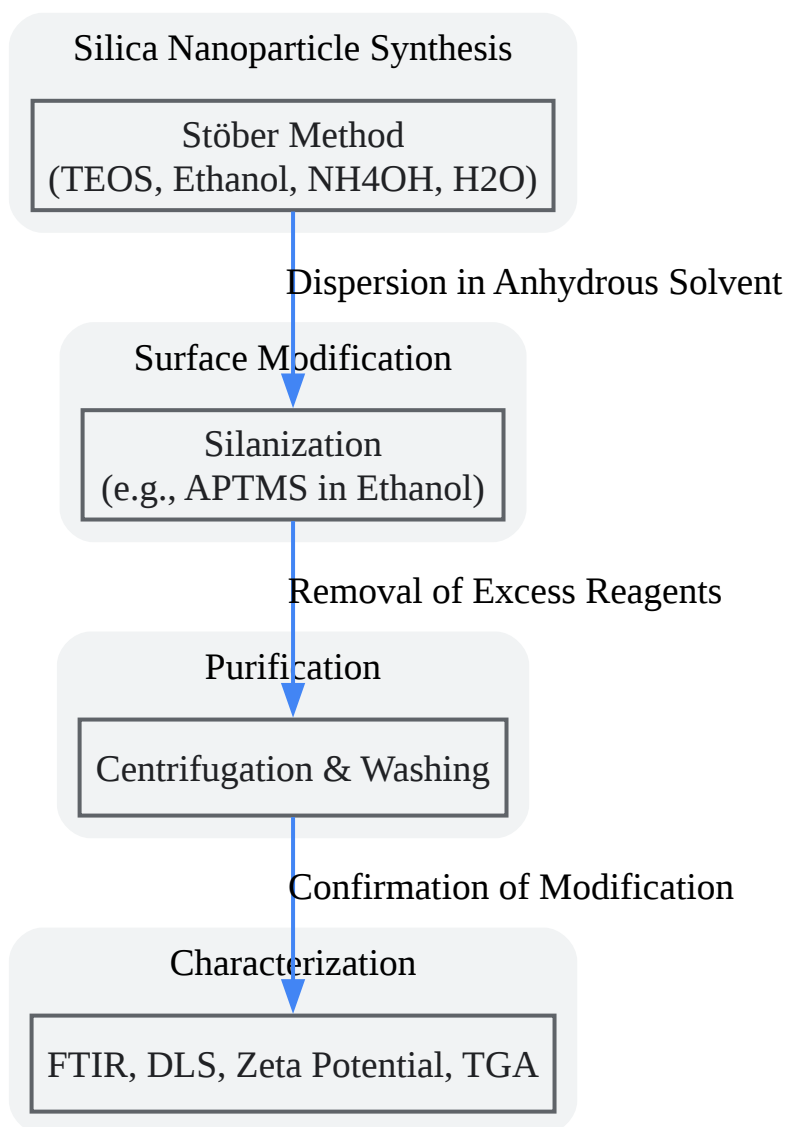 Silica Nanoparticle Synthesis
Stöber Method
(TEOS, Ethanol, NH4OH, H2O)
Dispersion in Anhydrous Solvent
Surface Modification
Silanization
(e.g., APTMS in Ethanol)
Removal of Excess Reagents
Purification
Centrifugation & Washing
Confirmation of Modification
Characterization
FTIR, DLS, Zeta Potential, TGA